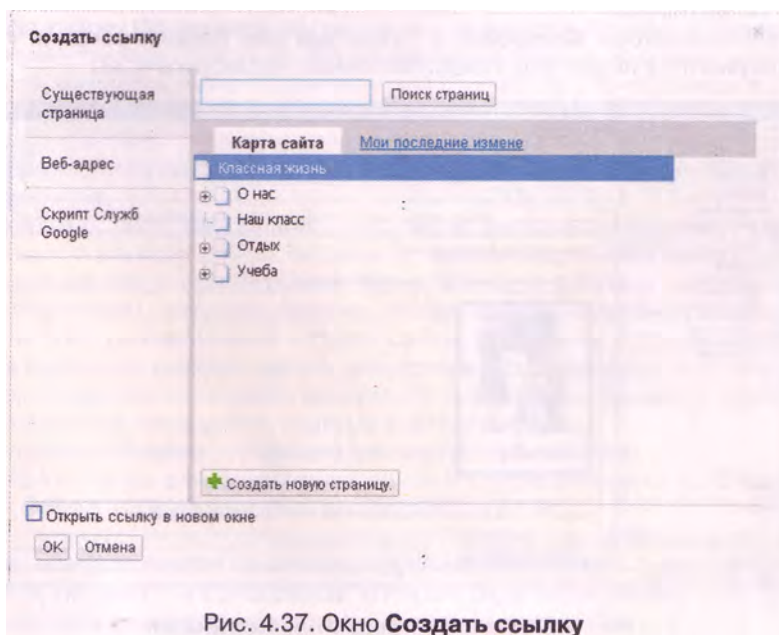 Создать ссылку
Существующая
страница
Поиск страниц
Карта сайта
Мои последние измене
Веб-адрес
Классная жизнь
О нас
Скрипт Служб
Google
Наш класс
Отдых
Учеба
Создать новую страницу.
Открыть ссылку в новом окне
OK
Отмена
Рис. 4.37. Окно Создать ссылку